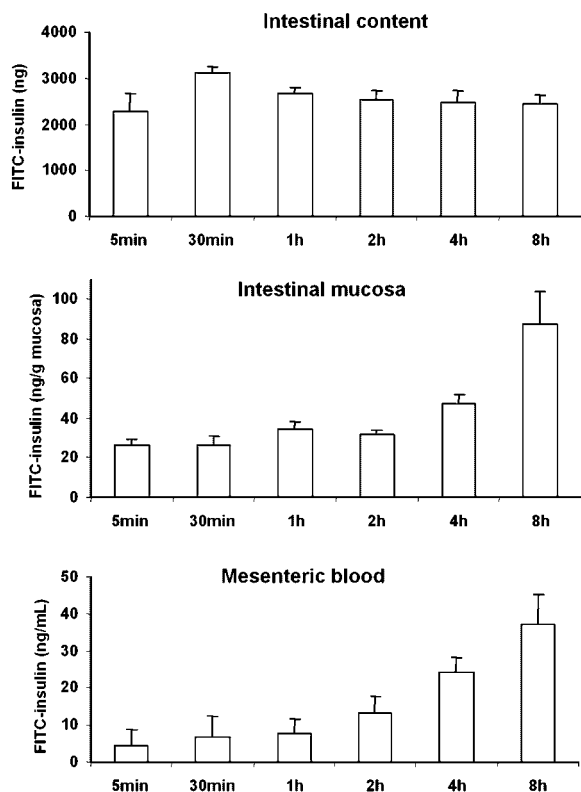 Intestinal content
FITC-insulin (ng)
4000
3000
2000
1000
0
5min 30min 1h 2h 4h 8h
Intestinal mucosa
FITC-insulin (ng/g mucosa)
100
80
60
40
20
0
5min 30min 1h 2h 4h 8h
Mesenteric blood
FITC-insulin (ng/mL)
50
40
30
20
10
0
5min 30min 1h 2h 4h 8h